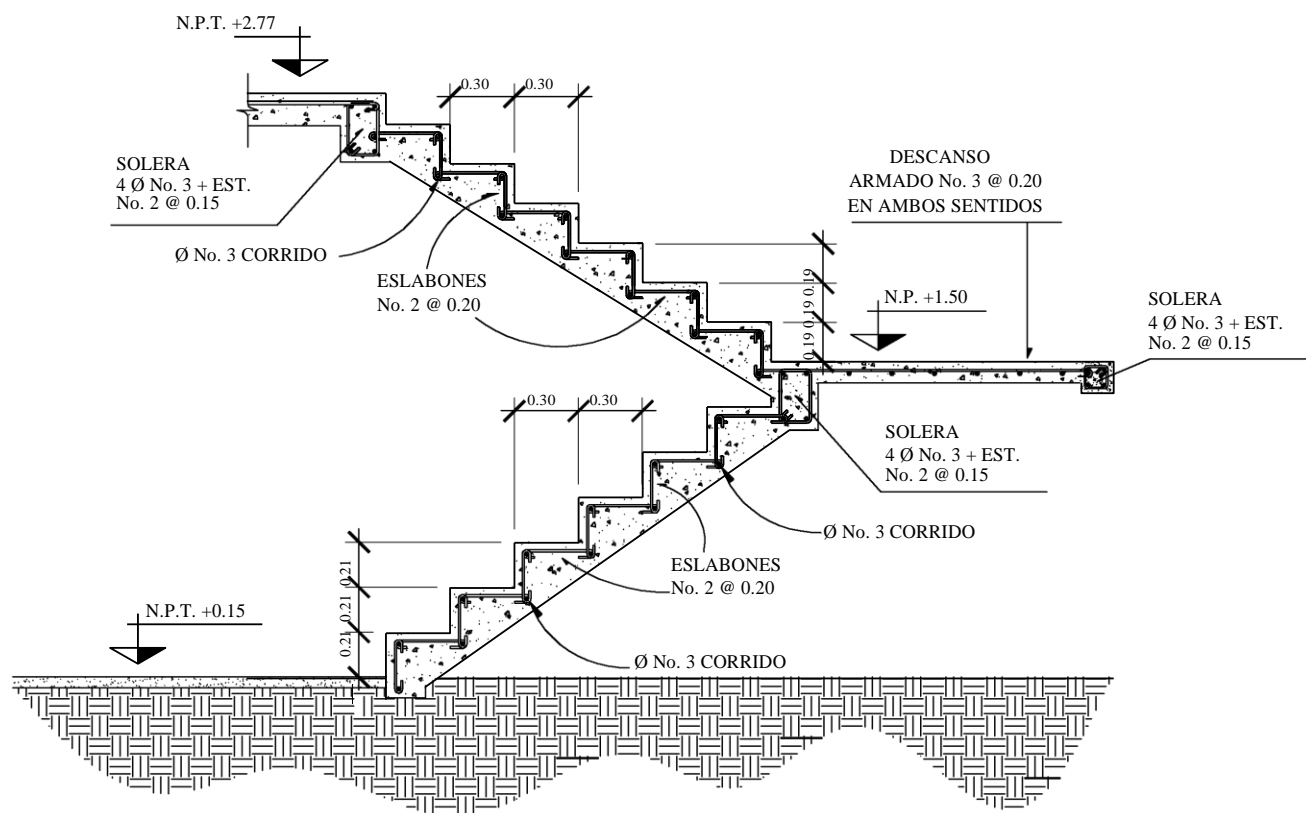 N.P.T. +2.77
0.30
0.30
SOLERA
4 Ø No. 3 + EST.
No. 2 @ 0.15
Ø No. 3 CORRIDO
ESLABONES
No. 2 @ 0.20
DESCANSO
ARMADO No. 3 @ 0.20
EN AMBOS SENTIDOS
0.19
0.19
0.19
N.P. +1.50
SOLERA
4 Ø No. 3 + EST.
No. 2 @ 0.15
0.30
0.30
SOLERA
4 Ø No. 3 + EST.
No. 2 @ 0.15
Ø No. 3 CORRIDO
ESLABONES
No. 2 @ 0.20
0.21
0.21
0.21
N.P.T. +0.15
Ø No. 3 CORRIDO